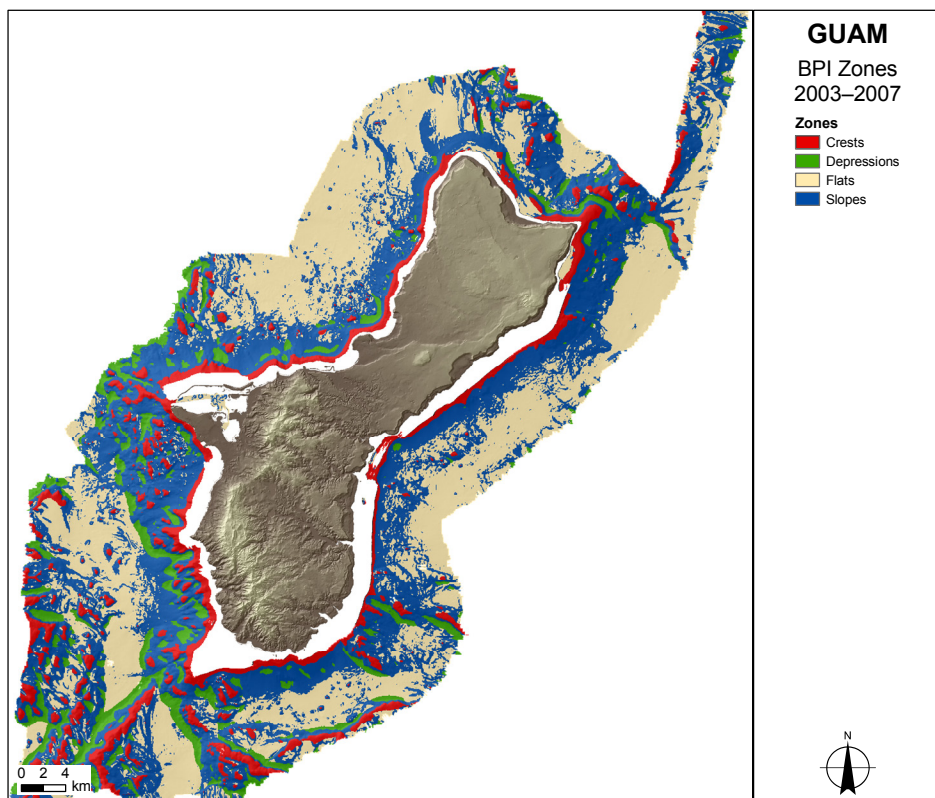 GUAM
BPI Zones
2003–2007
Zones
Crests
Depressions
Flats
Slopes
N
0 2 4
km